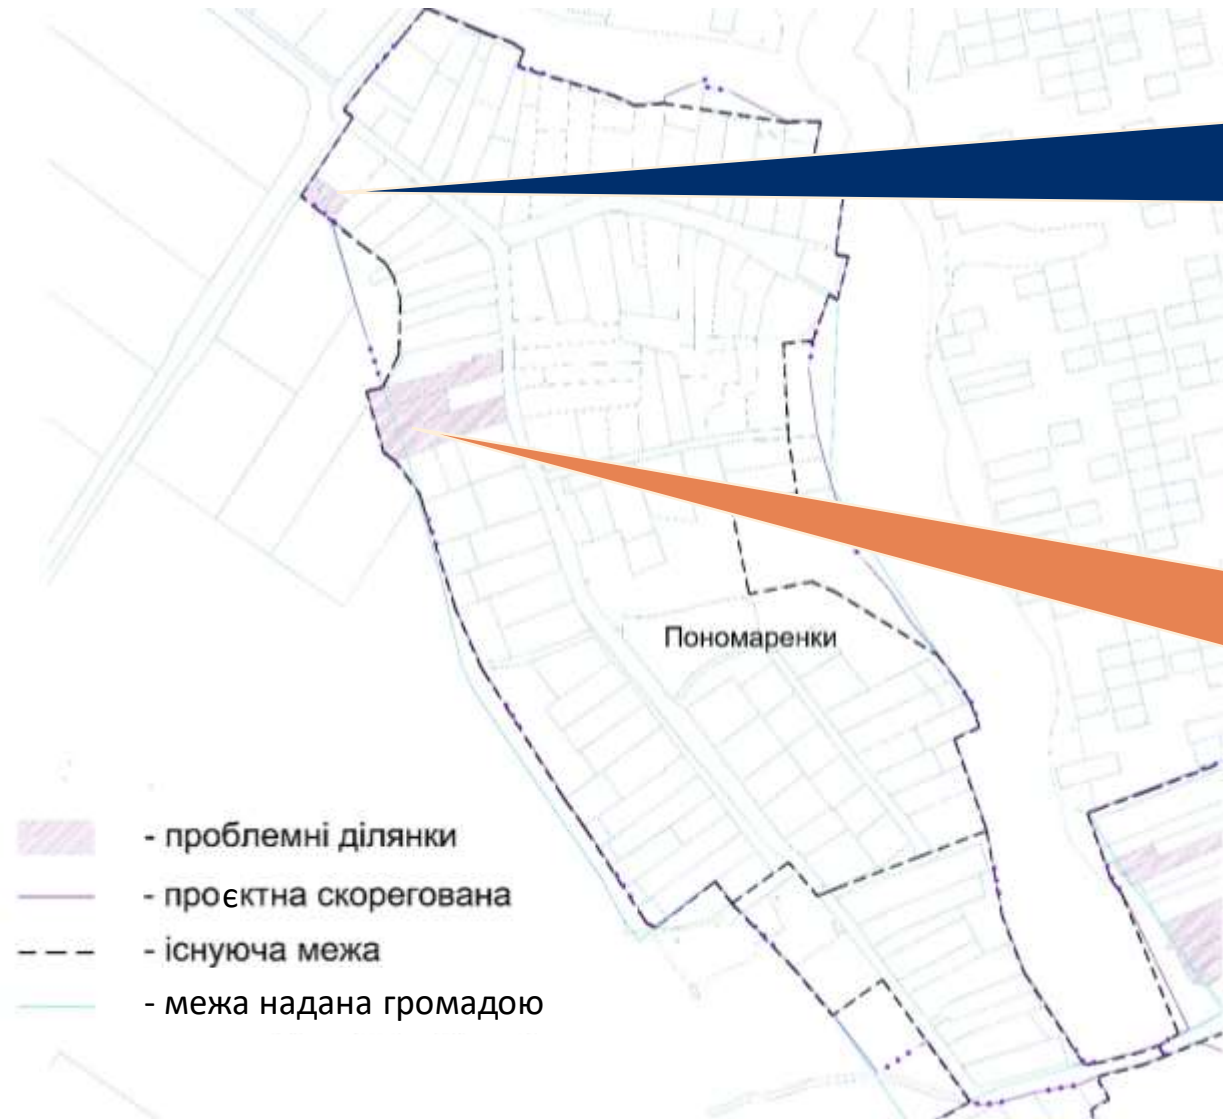 Пономаренки
- проблемні ділянки
- проєктна скорегована
- існуюча межа
- межа надана громадою